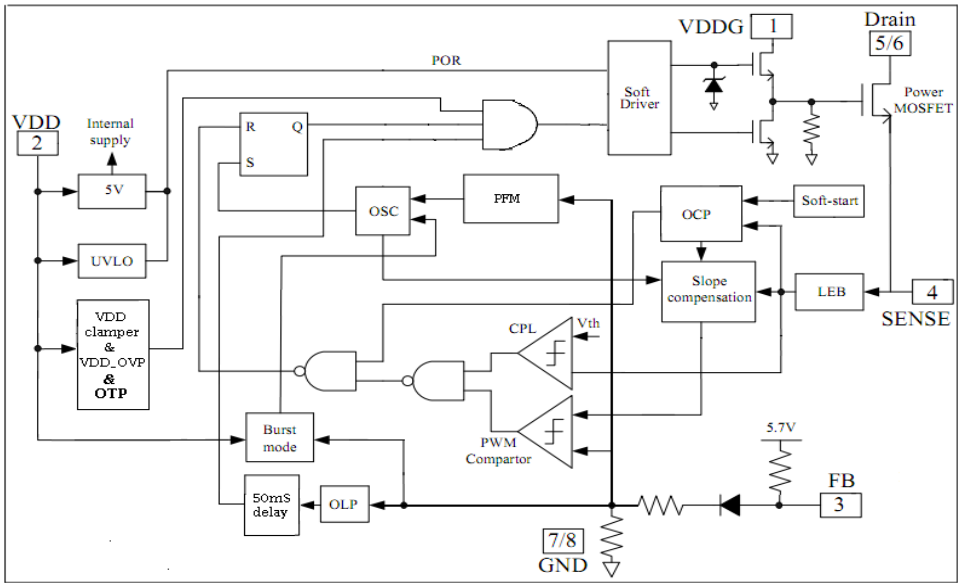 VDDG
1
Drain
5/6
POR
Soft
Driver
Power
MOSFET
VDD
2
Internal
supply
R
Q
S
5V
OSC
PFM
OCP
Soft-start
UVLO
Slope
compensation
LEB
4
SENSE
VDD
clamper
&
VDD_OVP
&
OTP
CPL
Vth
Burst
mode
PWM
Compartor
5.7V
50mS
delay
OLP
FB
3
7/8
GND